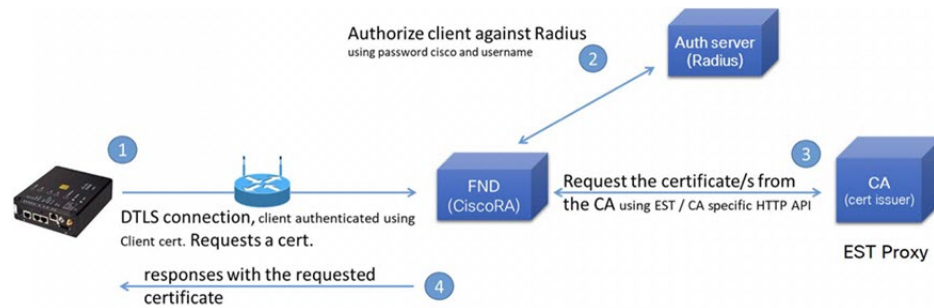 Authorize client against Radius
using password cisco and username
2
Auth server
(Radius)
1
DTLS connection, client authenticated using
Client cert. Requests a cert.
FND
(CiscoRA)
3
Request the certificate/s from
the CA using EST / CA specific HTTP API
CA
(cert issuer)
EST Proxy
responses with the requested
certificate
4